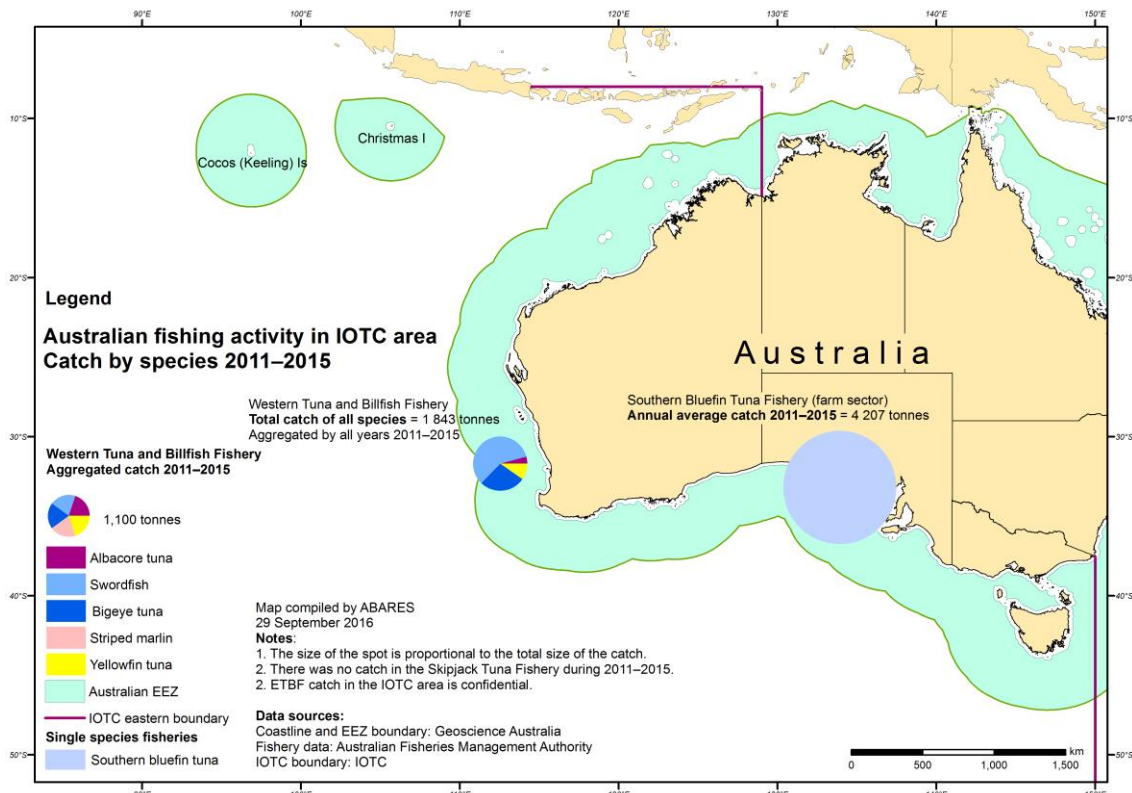 90°E 100°E 110°E 120°E 130°E 140°E 150°E
10°S 10°S
Christmas I
Cocos (Keeling) Is
20°S 20°S
Legend
Australian fishing activity in IOTC area
Catch by species 2011–2015
Australia
Western Tuna and Billfish Fishery
Total catch of all species = 1 843 tonnes
Aggregated by all years 2011–2015
Southern Bluefin Tuna Fishery (farm sector)
Annual average catch 2011–2015 = 4 207 tonnes
30°S 30°S
Western Tuna and Billfish Fishery
Aggregated catch 2011–2015
1,100 tonnes
Albacore tuna
Swordfish
Bigeye tuna
Striped marlin
Yellowfin tuna
Australian EEZ
IOTC eastern boundary
Single species fisheries
Southern bluefin tuna
40°S 40°S
Map compiled by ABARES
29 September 2016
Notes:
1. The size of the spot is proportional to the total size of the catch.
2. There was no catch in the Skipjack Tuna Fishery during 2011–2015.
2. ETBF catch in the IOTC area is confidential.
Data sources:
Coastline and EEZ boundary: Geoscience Australia
Fishery data: Australian Fisheries Management Authority
IOTC boundary: IOTC
km
0 500 1,000 1,500
50°S 50°S